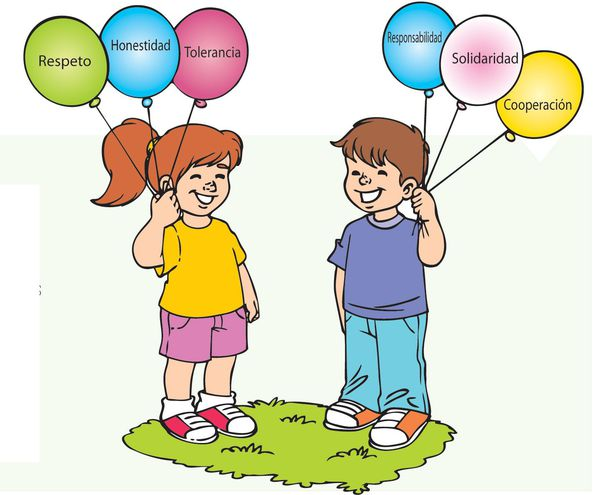 Respeto
Honestidad
Tolerancia
Responsabilidad
Solidaridad
Cooperación